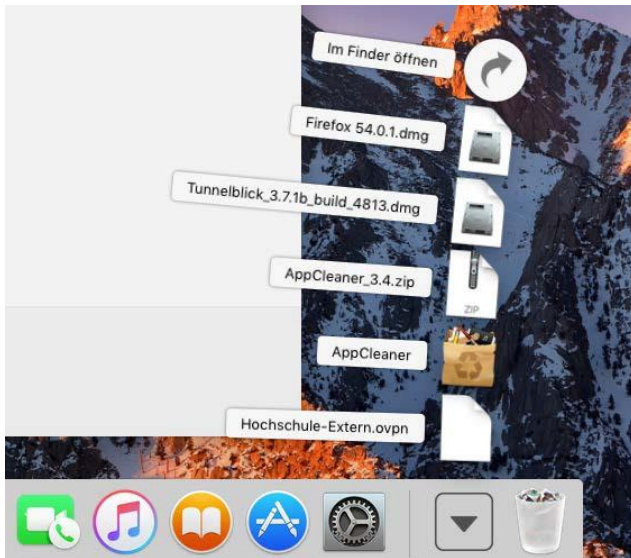 Im Finder öffnen
Firefox 54.0.1.dmg
Tunnelblick_3.7.1b_build_4813.dmg
AppCleaner_3.4.zip
ZIP
AppCleaner
Hochschule-Extern.ovpn